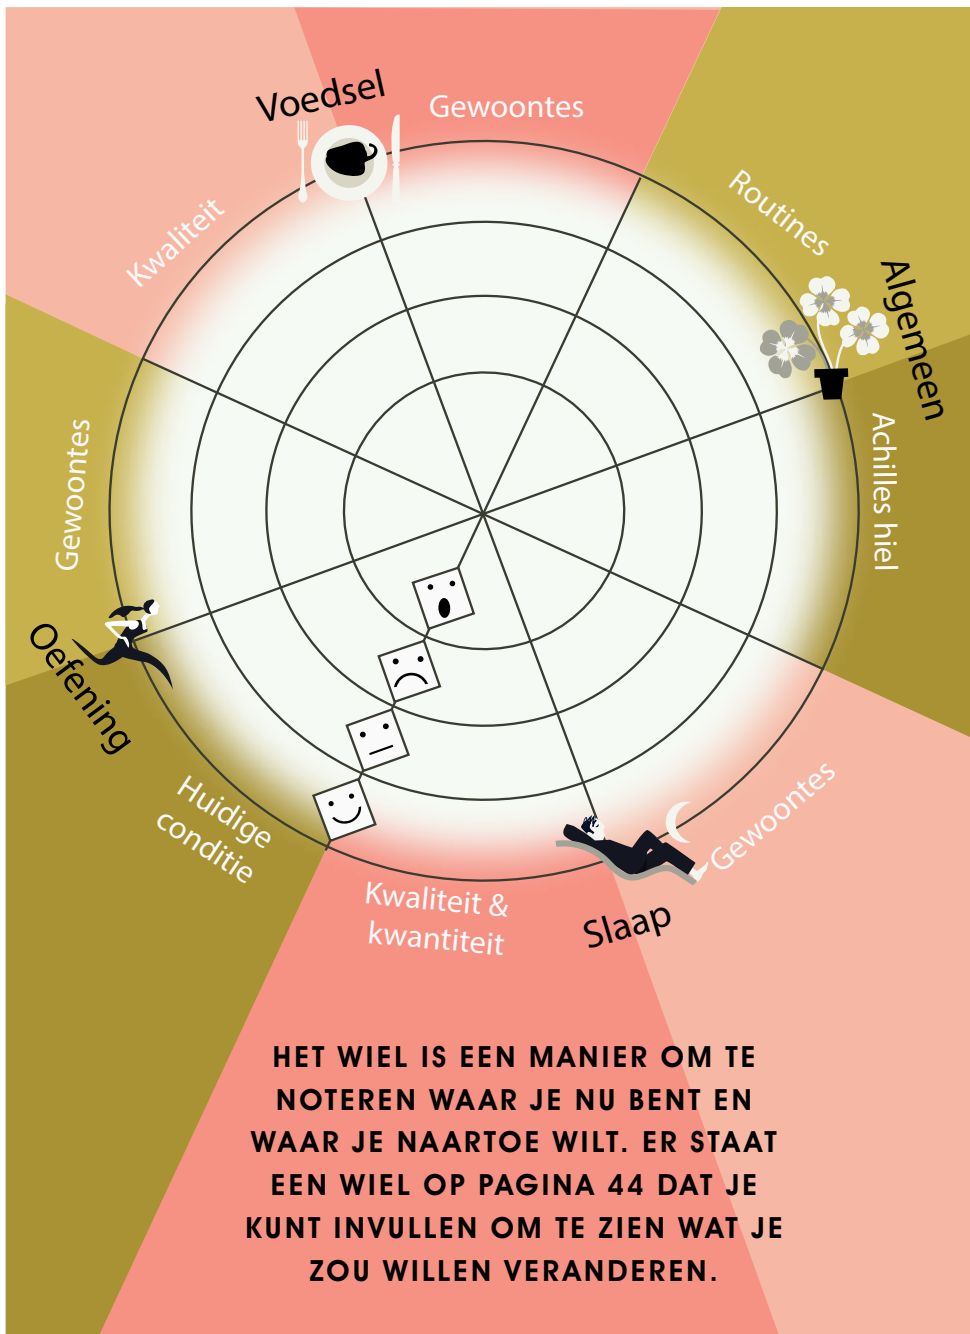 Voedsel
Gewoontes
Kwaliteit
Routines
Algemeen
Achilles hiel
Gewoontes
Oefening
Huidige
conditie
Gewoontes
Kwaliteit &
kwantiteit
Slaap
HET WIEL IS EEN MANIER OM TE
NOTEREN WAAR JE NU BENT EN
WAAR JE NAARTOE WILT. ER STAAT
EEN WIEL OP PAGINA 44 DAT JE
KUNT INVULLEN OM TE ZIEN WAT JE
ZOU WILLEN VERANDEREN.